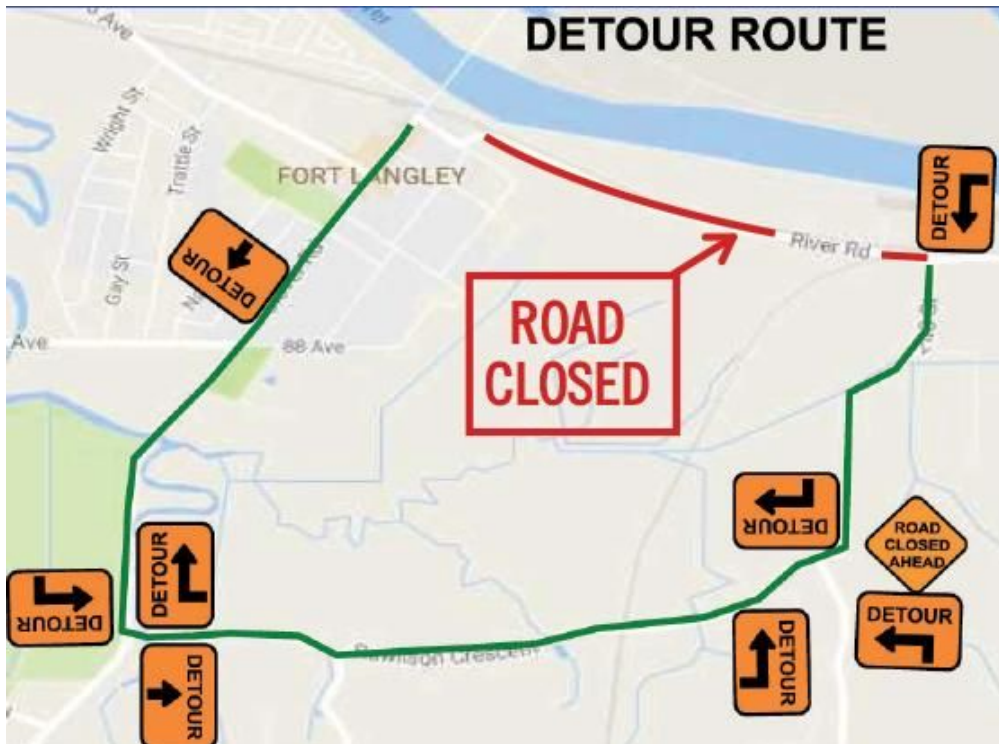 DETOUR ROUTE
Ave
Wright St
Trattle St
FORT LANGLEY
DETOUR
River Rd
DETOUR
Gay St
ROAD
CLOSED
Ave
88 Ave
DETOUR
ROAD
CLOSED
AHEAD
DETOUR
DETOUR
DETOUR
DETOUR
DETOUR
Crescent